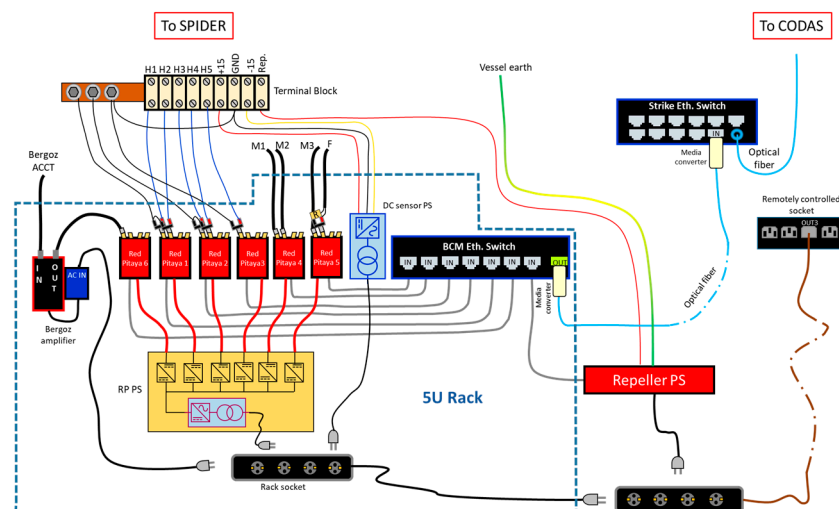 To SPIDER
To CODAS
H1 H2 H3 H4 H5 +15 GND -15 Rep.
Terminal Block
Vessel earth
Strike Eth. Switch
IN
Media
converter
Optical
fiber
Bergoz
ACCT
M1 M2 M3 F
DC sensor PS
Remotely controlled
socket
OUT3
BCM Eth. Switch
IN IN IN IN IN IN IN OUT
Red
Pitaya 6
Red
Pitaya 1
Red
Pitaya 2
Red
Pitaya3
Red
Pitaya 4
Red
Pitaya 5
IN
OUT
AC IN
Bergoz
amplifier
Media
converter
Optical fiber
RP PS
5U Rack
Repeller PS
Rack socket